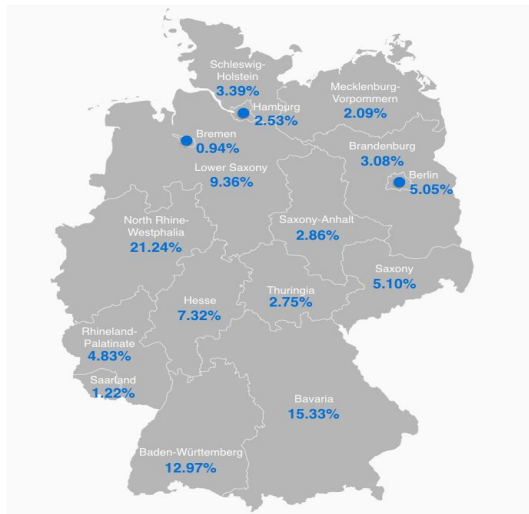 Schleswig-
Holstein
3.39%
Mecklenburg-
Vorpommern
2.09%
Hamburg
2.53%
Bremen
0.94%
Brandenburg
3.08%
Berlin
5.05%
Lower Saxony
9.36%
North Rhine-
Westphalia
21.24%
Saxony-Anhalt
2.86%
Saxony
5.10%
Hesse
7.32%
Thuringia
2.75%
Rhineland-
Palatinate
4.83%
Saarland
1.22%
Bavaria
15.33%
Baden-Württemberg
12.97%